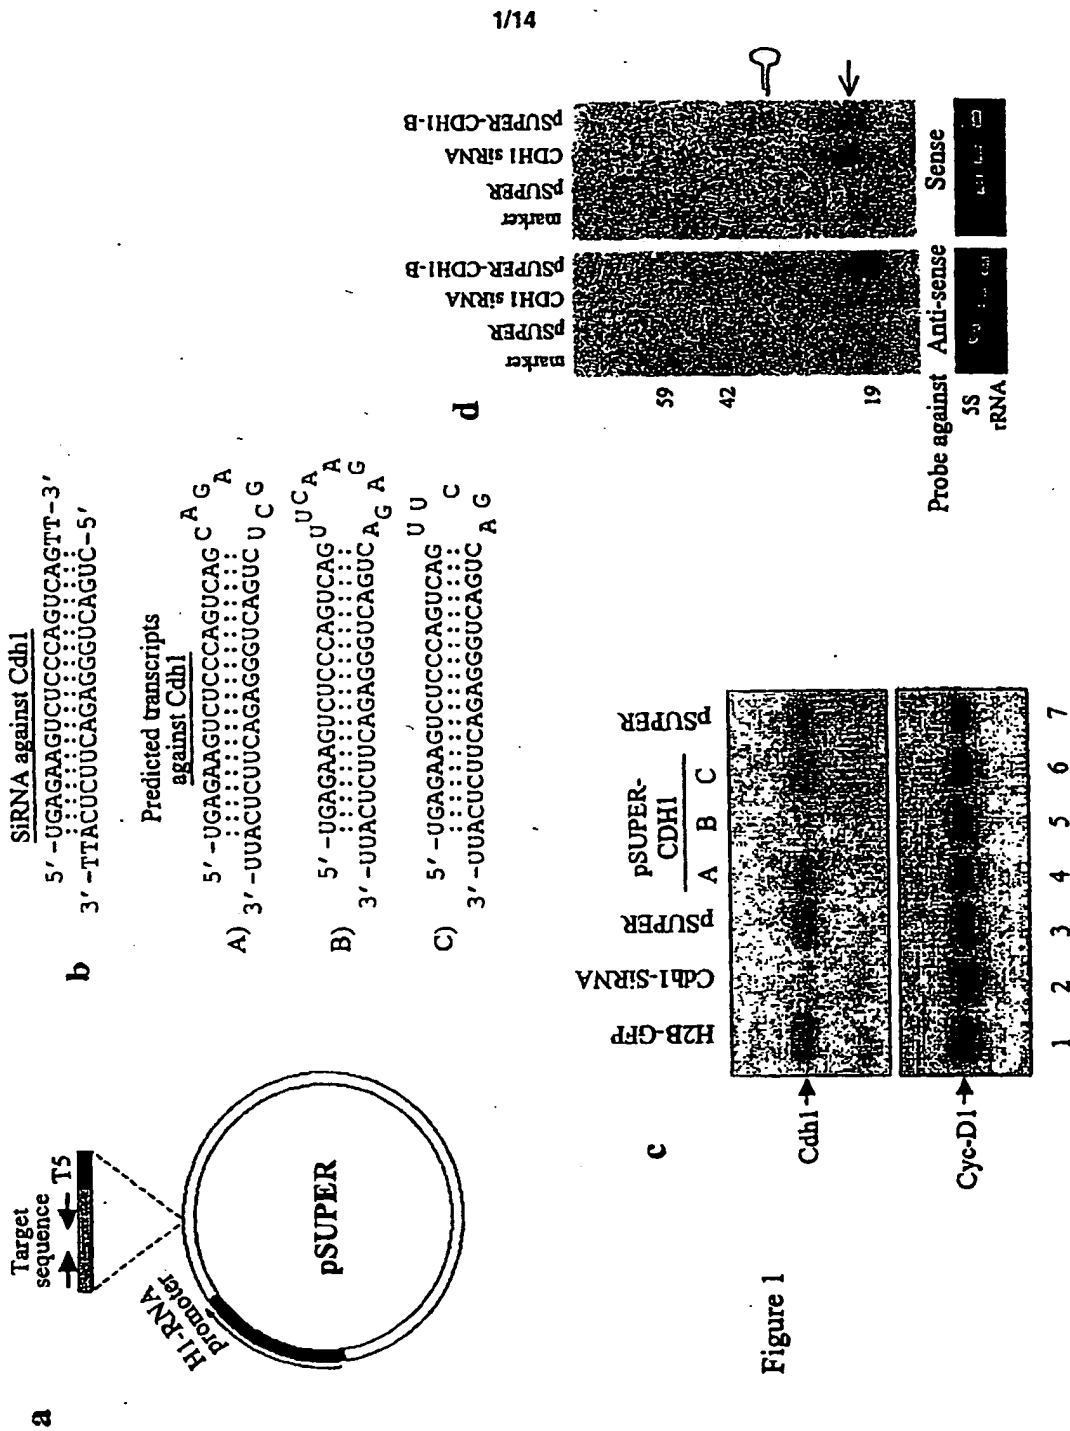 1/14
a
Target
sequence
T5
H1-RNA
promoter
pSUPER
b
SiRNA against Cdh1
5'-UGAGAAGUCUCCCAGUCAGTT-3'
3'-TTACUCUUCAGAGGGUCAGUC-5'
Predicted transcripts
against Cdh1
A)
5'-UGAGAAGUCUCCCAGUCAG
C A G A
3'-UUACUCUUCAGAGGGUCAGUC
U C G
B)
5'-UGAGAAGUCUCCCAGUCAG
U U C A A G
3'-UUACUCUUCAGAGGGUCAGUC
A G A
C)
5'-UGAGAAGUCUCCCAGUCAG
U U C
3'-UUACUCUUCAGAGGGUCAGUC
A G
c
H2B-GFP
Cdh1-SiRNA
pSUPER
pSUPER-
CDH1
A B C
pSUPER
Cdh1
Cyc-D1
1 2 3 4 5 6 7
d
marker
pSUPER
CDH1 siRNA
pSUPER-CDH1-B
marker
pSUPER
CDH1 siRNA
pSUPER-CDH1-B
59
42
19
Probe against Anti-sense Sense
5S
rRNA
Figure 1